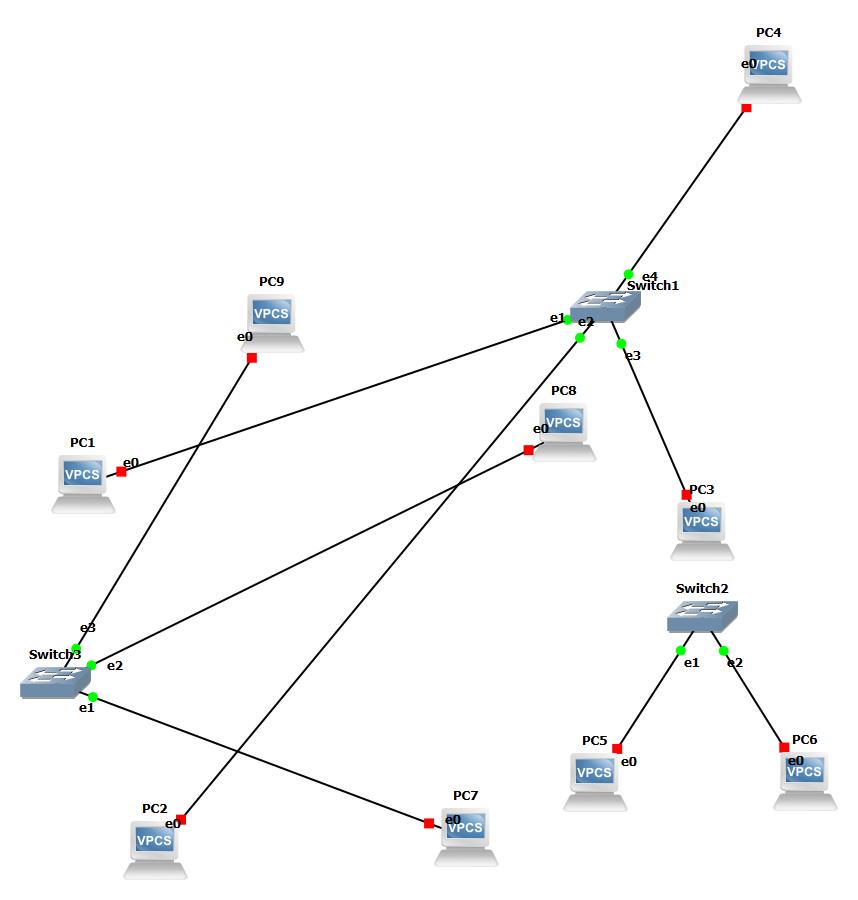 PC4
e0
VPCS
e4
Switch1
PC9
VPCS
e0
e1
e2
e3
PC8
VPCS
e0
PC1
e0
VPCS
PC3
e0
VPCS
Switch2
e1
e2
e3
Switch3
e2
e1
PC5
e0
VPCS
PC6
e0
VPCS
PC2
e0
VPCS
PC7
e0
VPCS